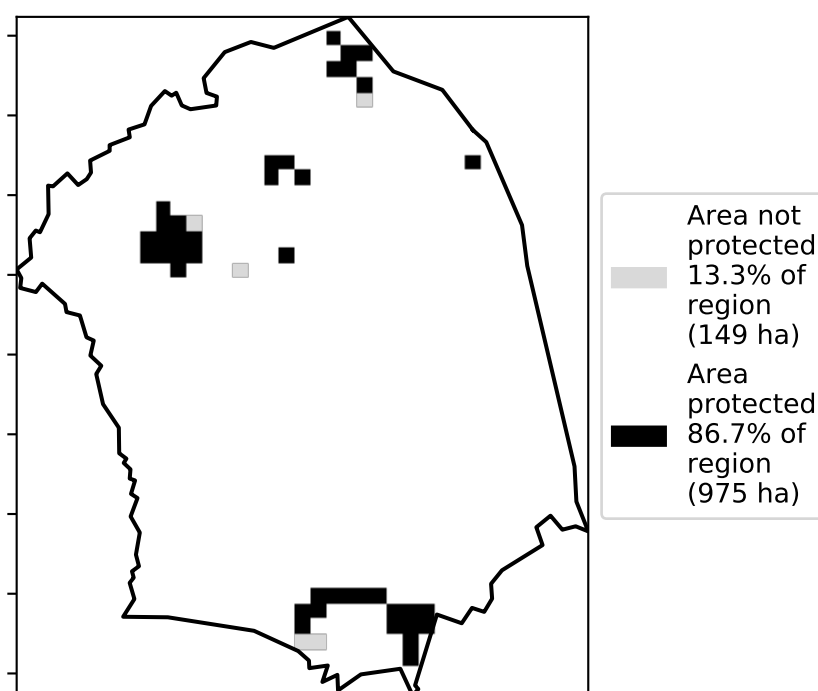 Area not
protected
13.3% of
region
(149 ha)
Area
protected
86.7% of
region
(975 ha)